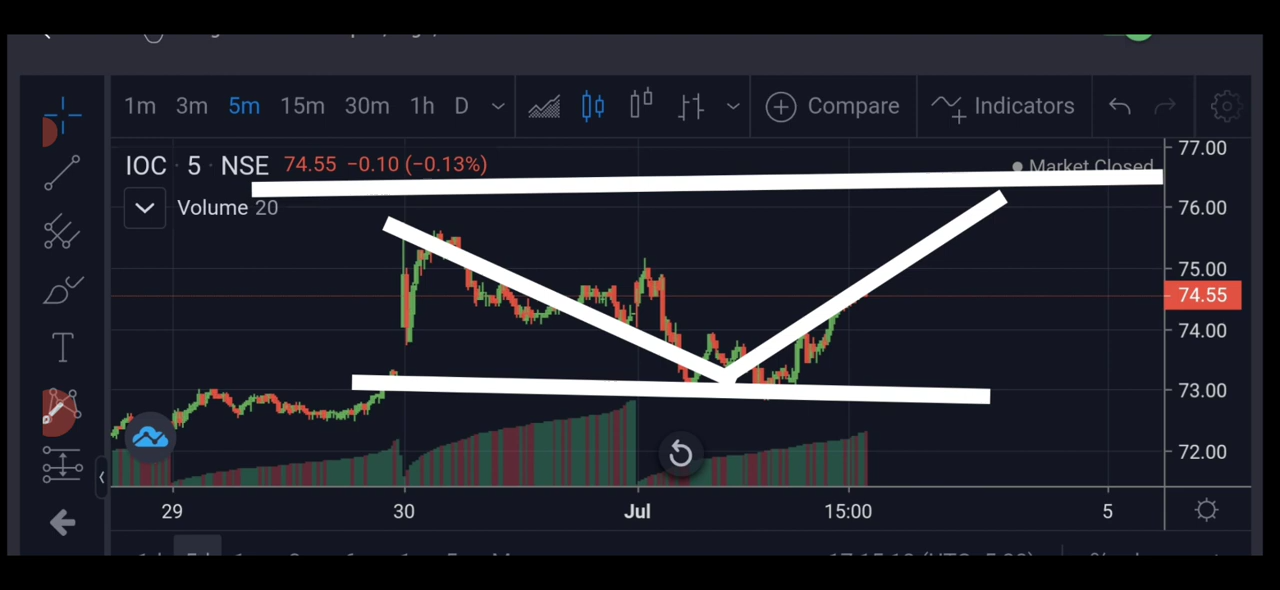 1m 3m 5m 15m 30m 1h D Compare Indicators
IOC · 5 · NSE 74.55 −0.10 (−0.13%)
Market Closed
Volume 20
77.00
76.00
75.00
74.55
74.00
73.00
72.00
T
29 30 Jul 15:00 5